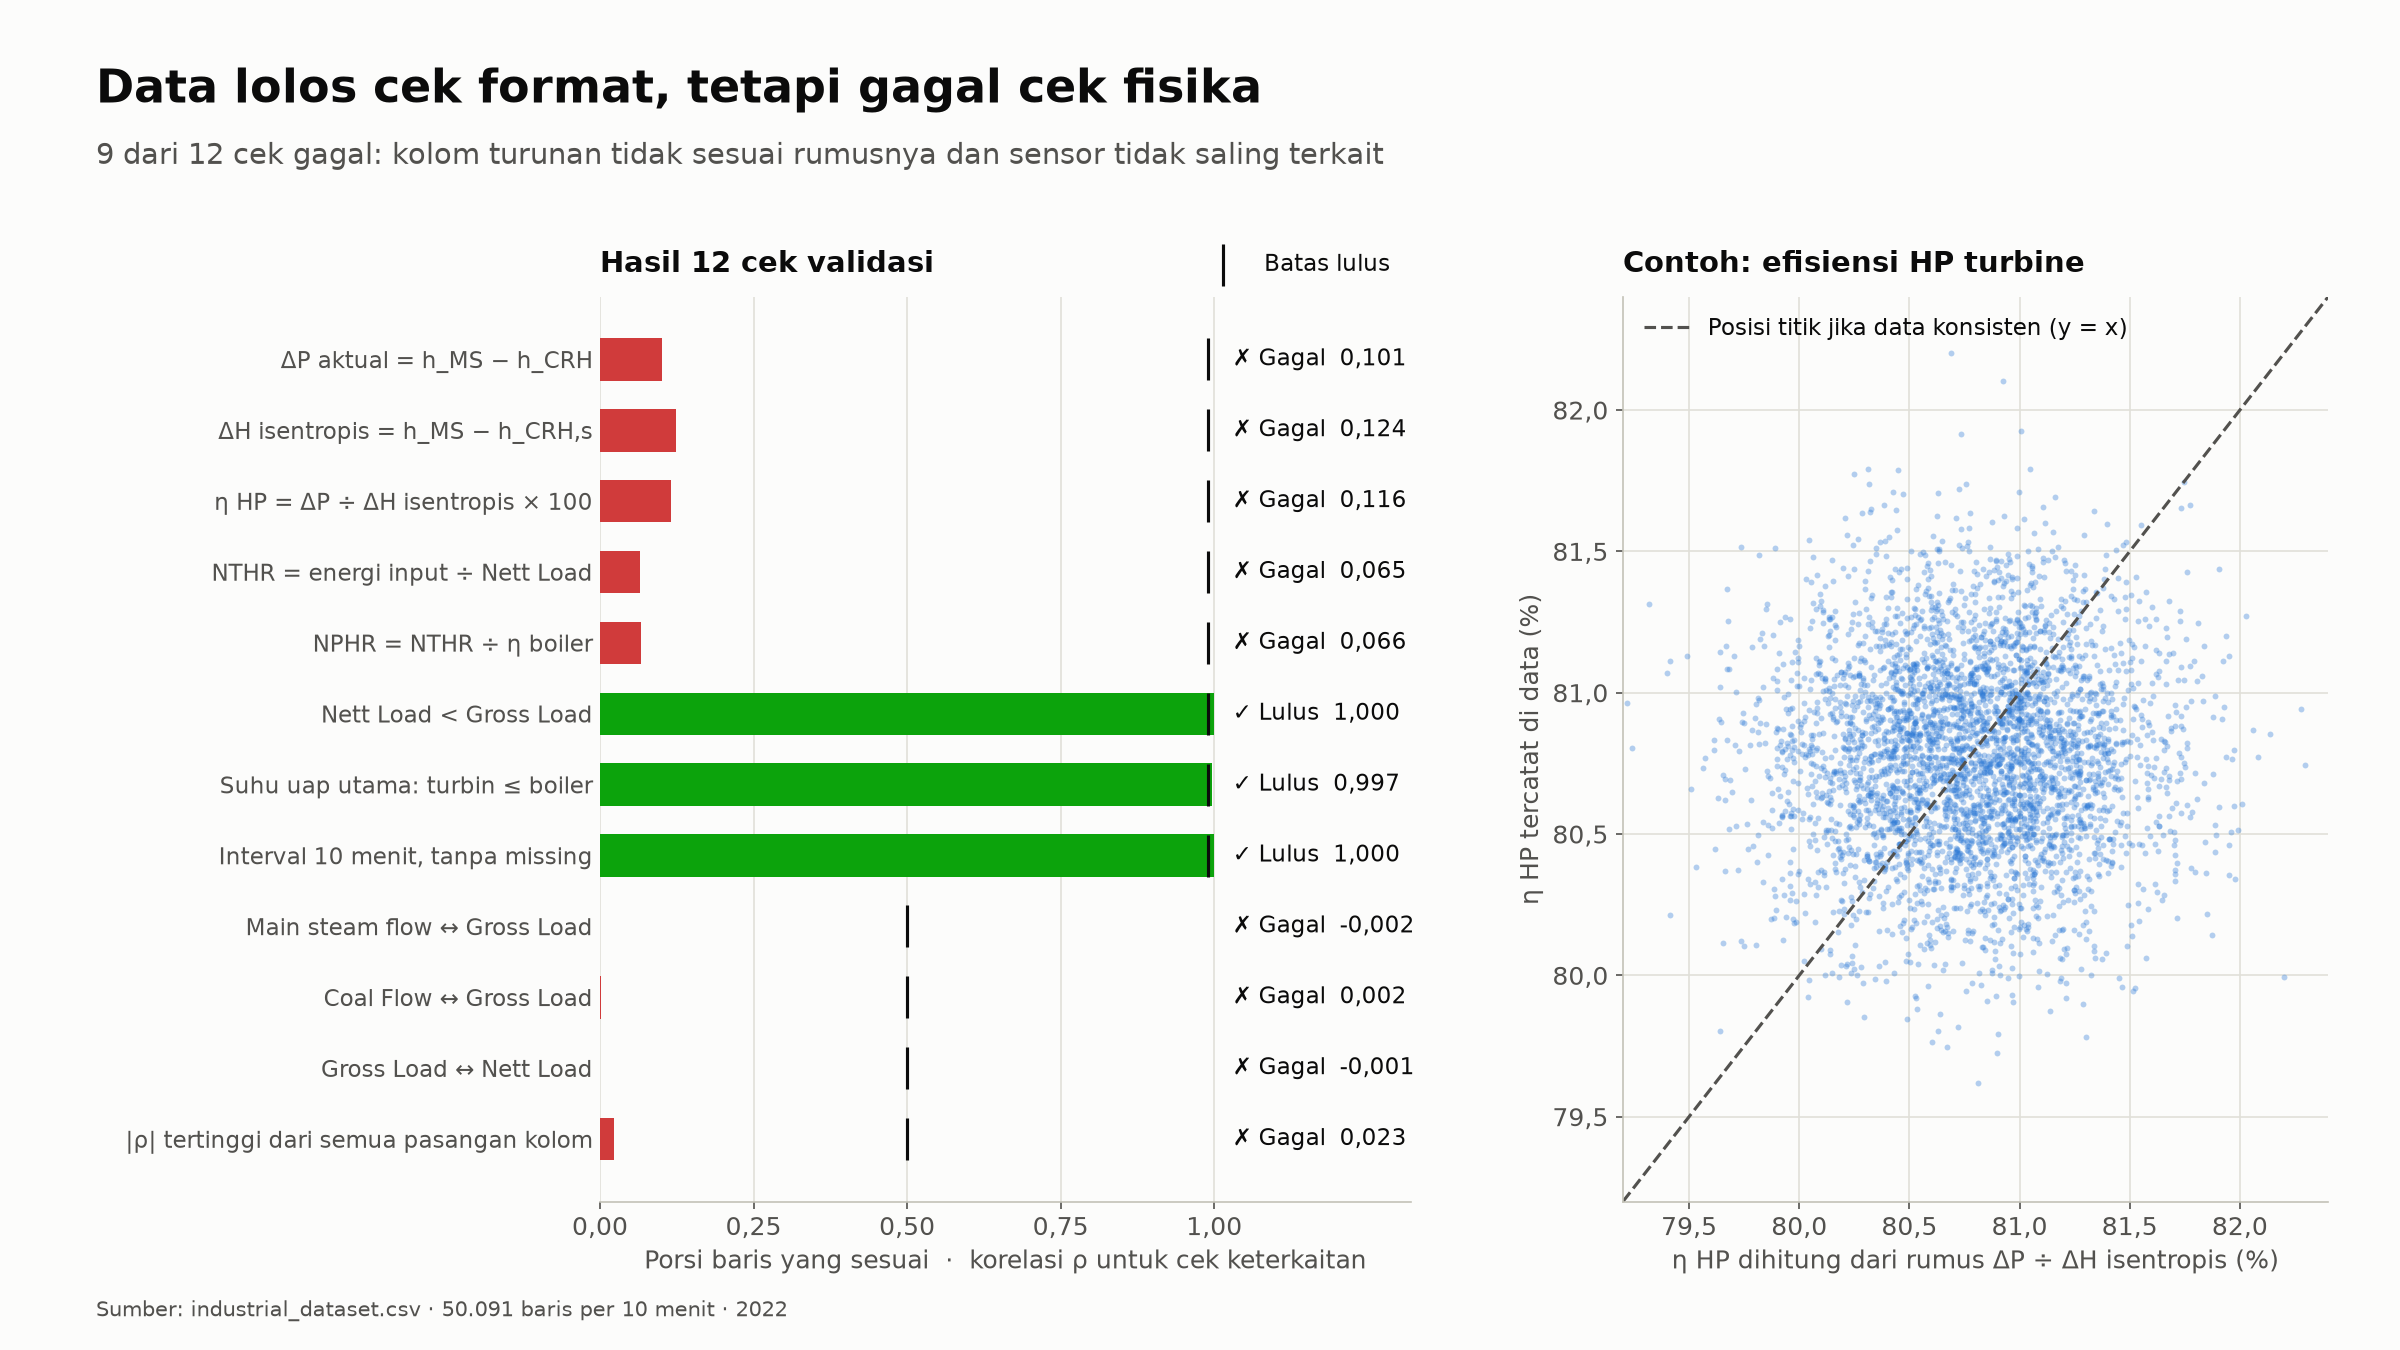 Data lolos cek format, tetapi gagal cek fisika
9 dari 12 cek gagal: kolom turunan tidak sesuai rumusnya dan sensor tidak saling terkait
Hasil 12 cek validasi
Batas lulus
ΔP aktual = h_MS − h_CRH ✗ Gagal 0,101
ΔH isentropis = h_MS − h_CRH,s ✗ Gagal 0,124
η HP = ΔP ÷ ΔH isentropis × 100 ✗ Gagal 0,116
NTHR = energi input ÷ Nett Load ✗ Gagal 0,065
NPHR = NTHR ÷ η boiler ✗ Gagal 0,066
Nett Load < Gross Load ✓ Lulus 1,000
Suhu uap utama: turbin ≤ boiler ✓ Lulus 0,997
Interval 10 menit, tanpa missing ✓ Lulus 1,000
Main steam flow ↔ Gross Load ✗ Gagal -0,002
Coal Flow ↔ Gross Load ✗ Gagal 0,002
Gross Load ↔ Nett Load ✗ Gagal -0,001
|ρ| tertinggi dari semua pasangan kolom ✗ Gagal 0,023
0,00 0,25 0,50 0,75 1,00
Porsi baris yang sesuai · korelasi ρ untuk cek keterkaitan
Contoh: efisiensi HP turbine
Posisi titik jika data konsisten (y = x)
η HP tercatat di data (%)
82,0
81,5
81,0
80,5
80,0
79,5
79,5 80,0 80,5 81,0 81,5 82,0
η HP dihitung dari rumus ΔP ÷ ΔH isentropis (%)
Sumber: industrial_dataset.csv · 50.091 baris per 10 menit · 2022